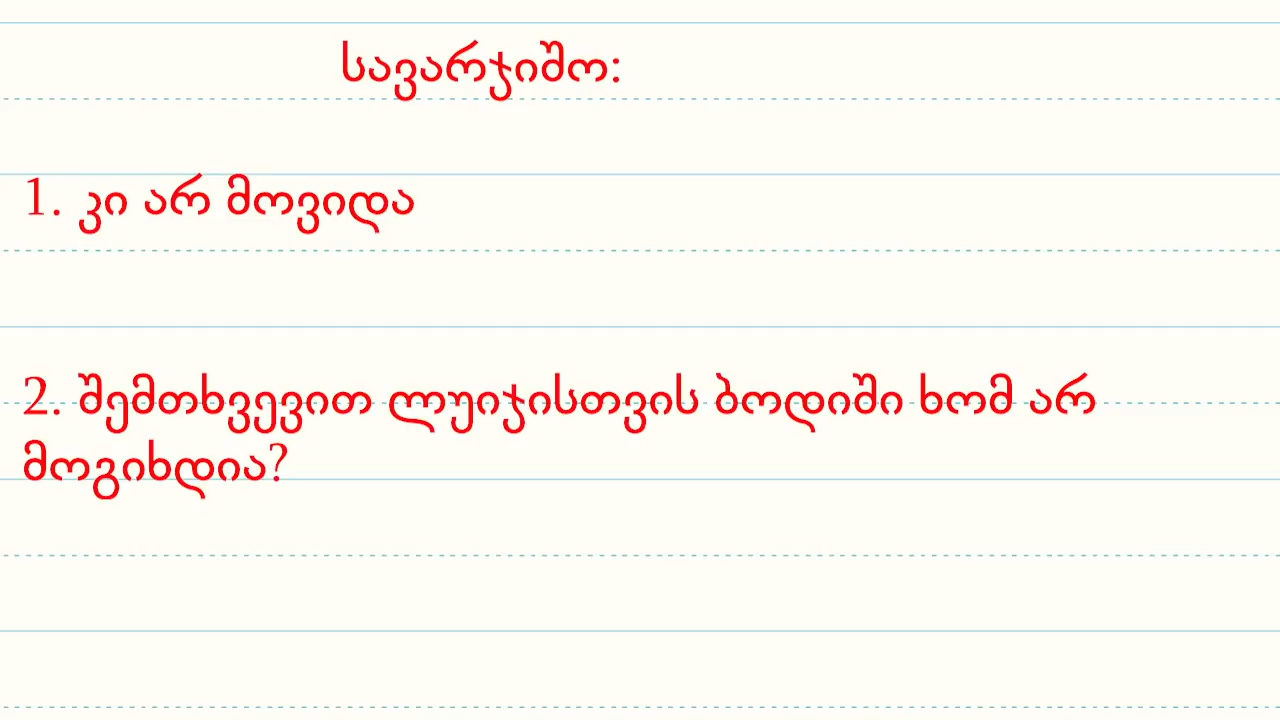 სავარჯიშო:
1. კი არ მოვიდა
2. შემთხვევით ლუიჯისთვის ბოდიში ხომ არ
მოგიხდია?